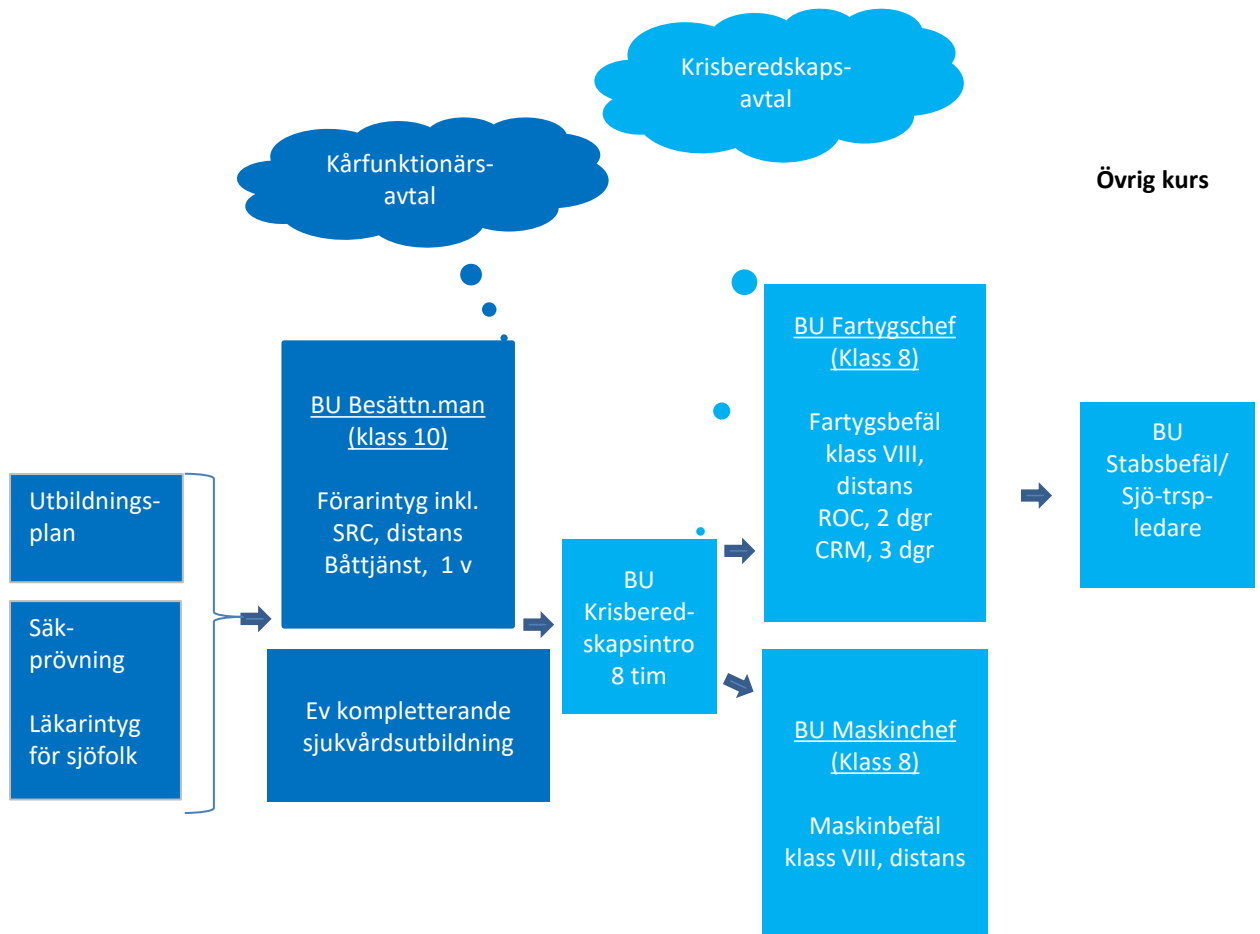 Krisberedskaps-
avtal
Kårfunktionärs-
avtal
Övrig kurs
Utbildnings-
plan
Säk-
prövning
Läkarintyg
för sjöfolk
BU Besättn.man
(klass 10)
Förarintyg inkl.
SRC, distans
Båttjänst, 1 v
Ev kompletterande
sjukvårdsutbildning
BU
Krisbered-
skapsintro
8 tim
BU Fartygschef
(Klass 8)
Fartygsbefäl
klass VIII,
distans
ROC, 2 dgr
CRM, 3 dgr
BU Maskinchef
(Klass 8)
Maskinbefäl
klass VIII, distans
BU
Stabsbefäl/
Sjö-trsp-
ledare